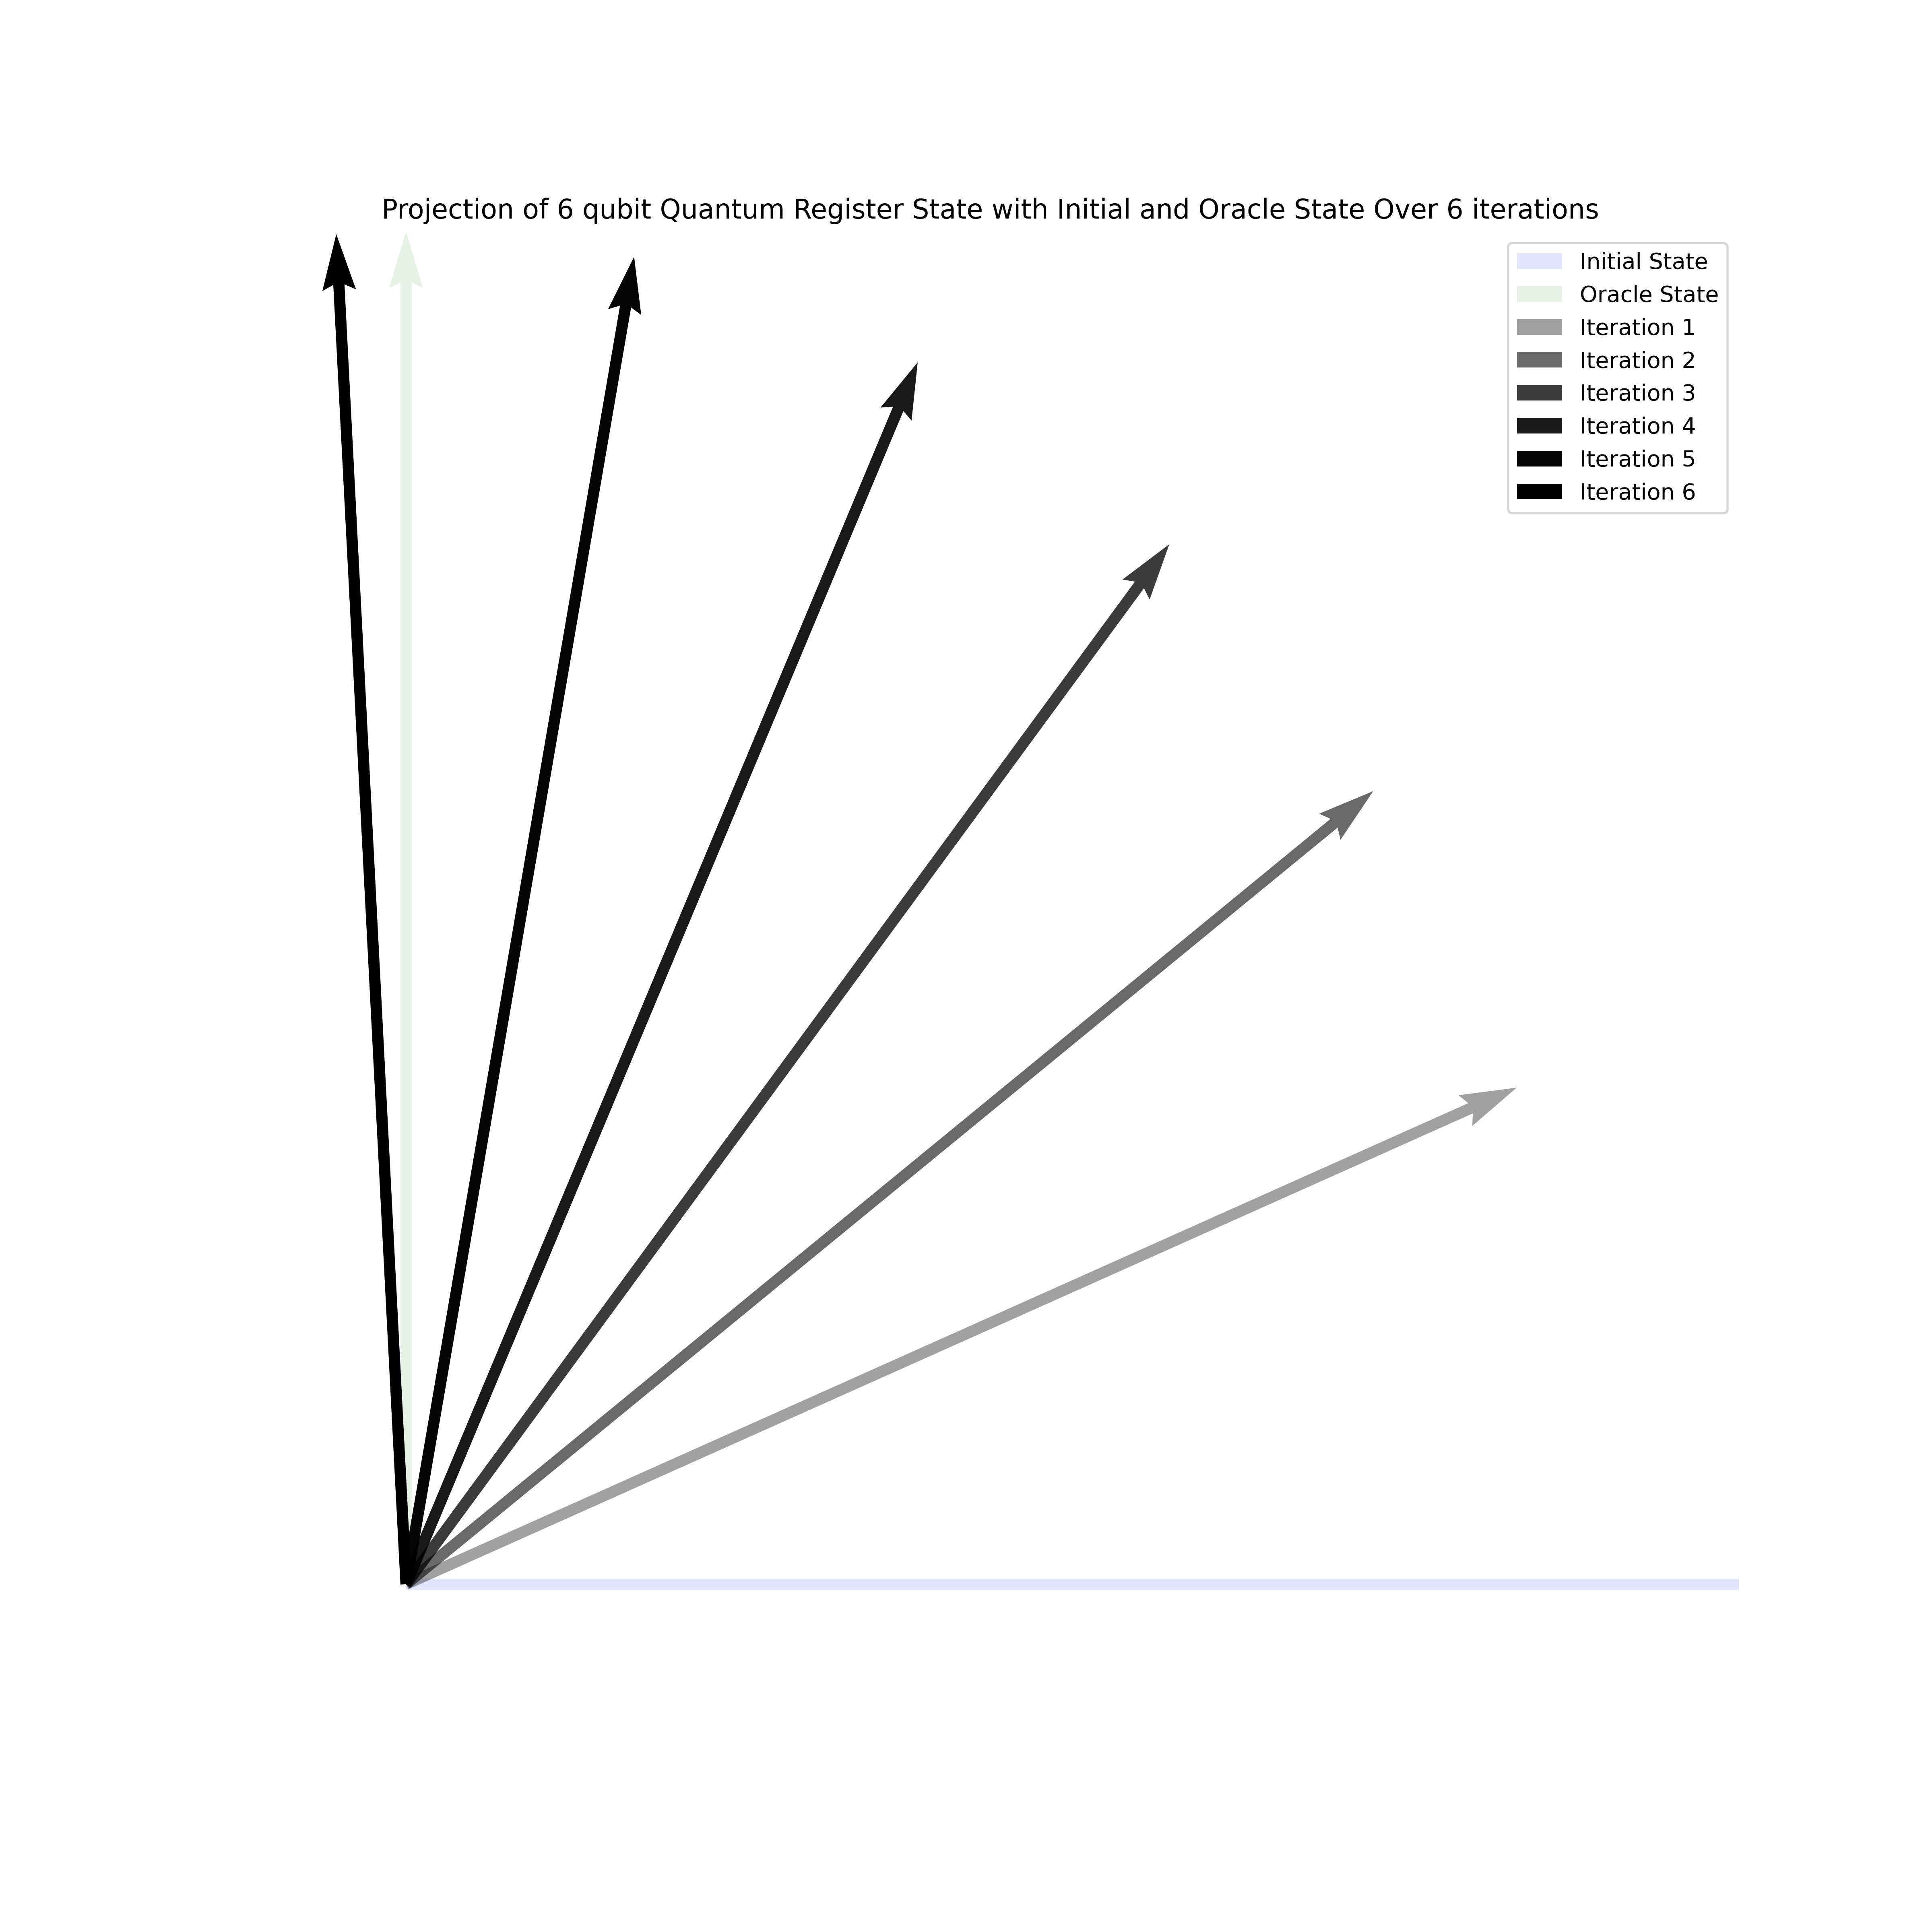 Projection of 6 qubit Quantum Register State with Initial and Oracle State Over 6 iterations
Initial State
Oracle State
Iteration 1
Iteration 2
Iteration 3
Iteration 4
Iteration 5
Iteration 6